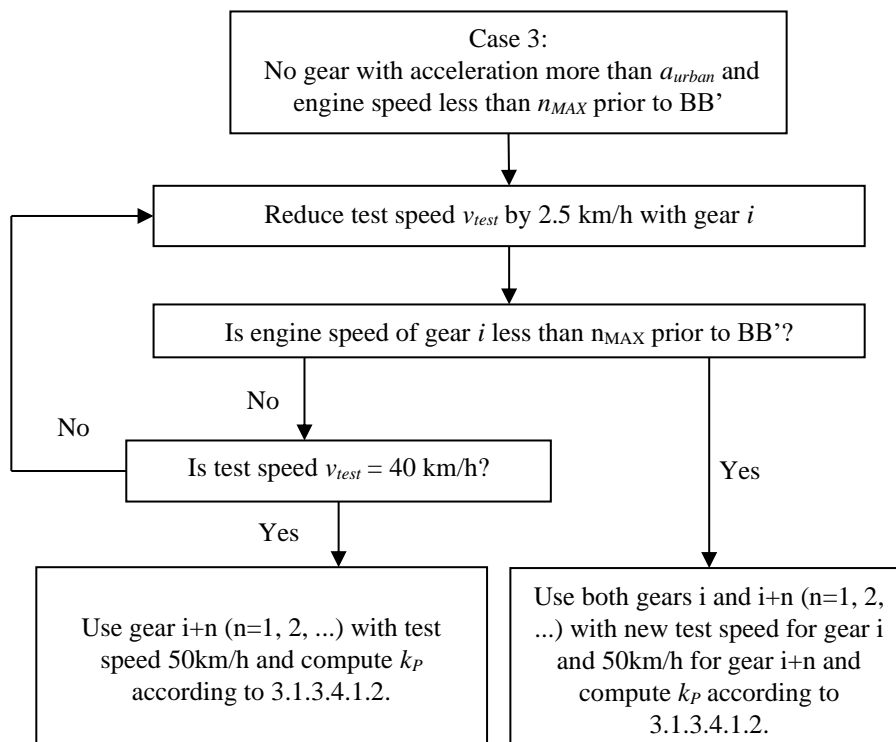 Case 3:
No gear with acceleration more than a_urban and
engine speed less than n_MAX prior to BB’
Reduce test speed v_test by 2.5 km/h with gear i
Is engine speed of gear i less than n_MAX prior to BB’?
No
No
Is test speed v_test = 40 km/h?
Yes
Yes
Use gear i+n (n=1, 2, ...) with test
speed 50km/h and compute k_P
according to 3.1.3.4.1.2.
Use both gears i and i+n (n=1, 2,
...) with new test speed for gear i
and 50km/h for gear i+n and
compute k_P according to
3.1.3.4.1.2.